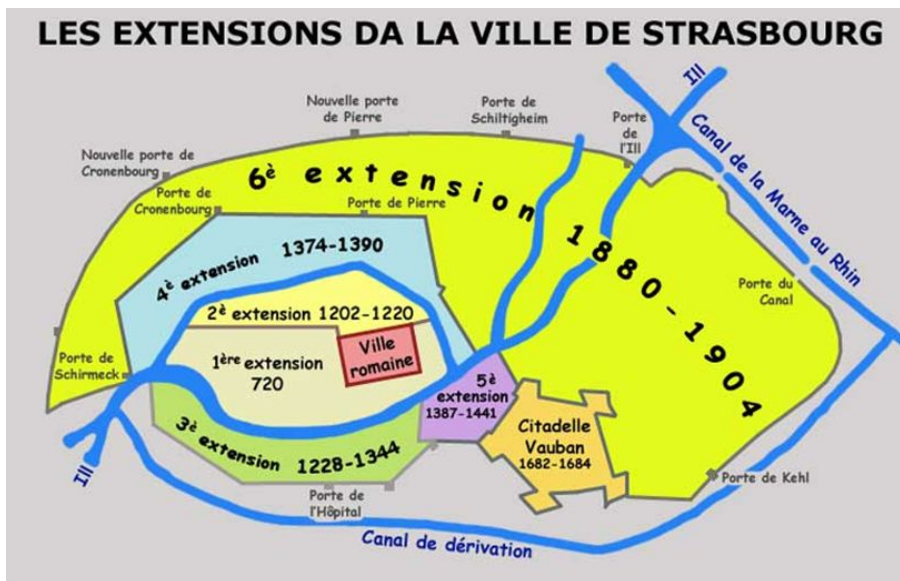 LES EXTENSIONS DA LA VILLE DE STRASBOURG
Ill
Nouvelle porte
de Pierre
Porte de
Schiltigheim
Porte
de
l'Ill
Canal de la Marne au Rhin
Nouvelle porte de
Cronenbourg
6è extension 1880-1904
Porte de
Cronenbourg
Porte de Pierre
4è extension 1374-1390
Porte du
Canal
2è extension 1202-1220
Ville
romaine
1ère extension
720
Porte de
Schirmeck
5è
extension
1387-1441
3è extension 1228-1344
Citadelle
Vauban
1682-1684
Ill
Porte de Kehl
Porte de
l'Hôpital
Canal de dérivation